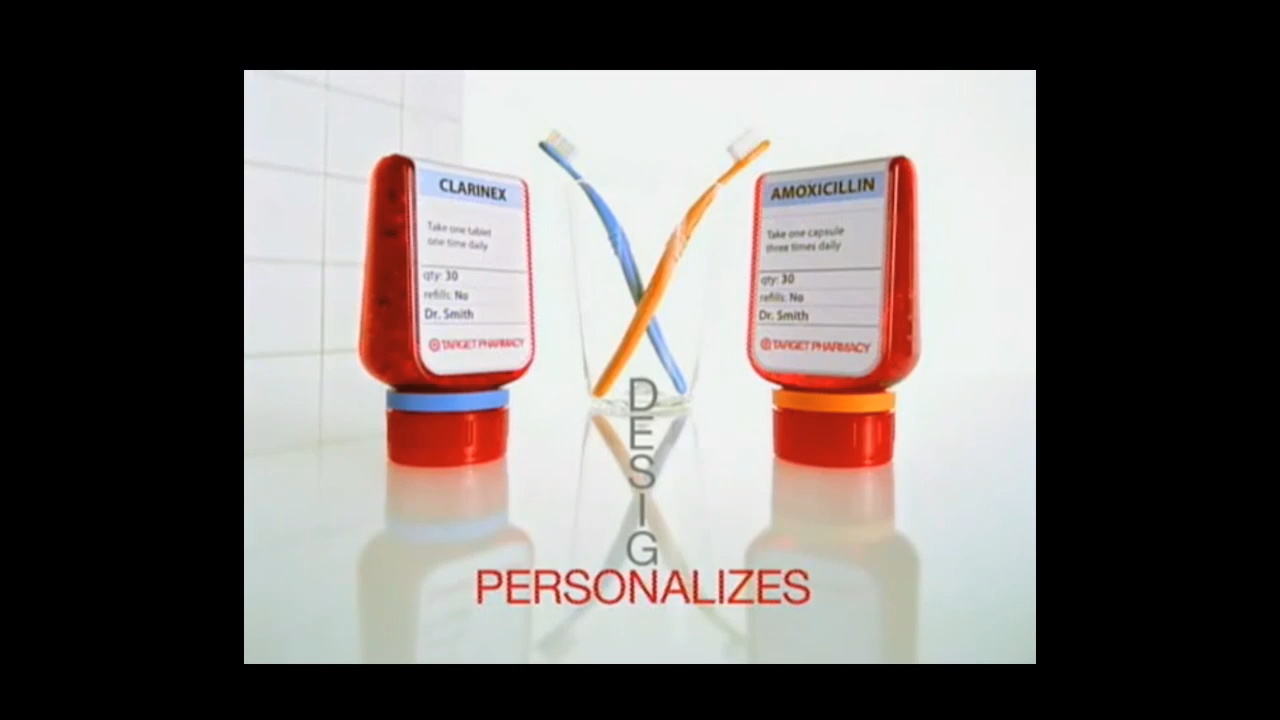 CLARINEX
Take one tablet
one time daily
qty: 30
refills: No
Dr. Smith
TARGET PHARMACY
AMOXICILLIN
Take one capsule
three times daily
qty: 30
refills: No
Dr. Smith
TARGET PHARMACY
DESIG
PERSONALIZES